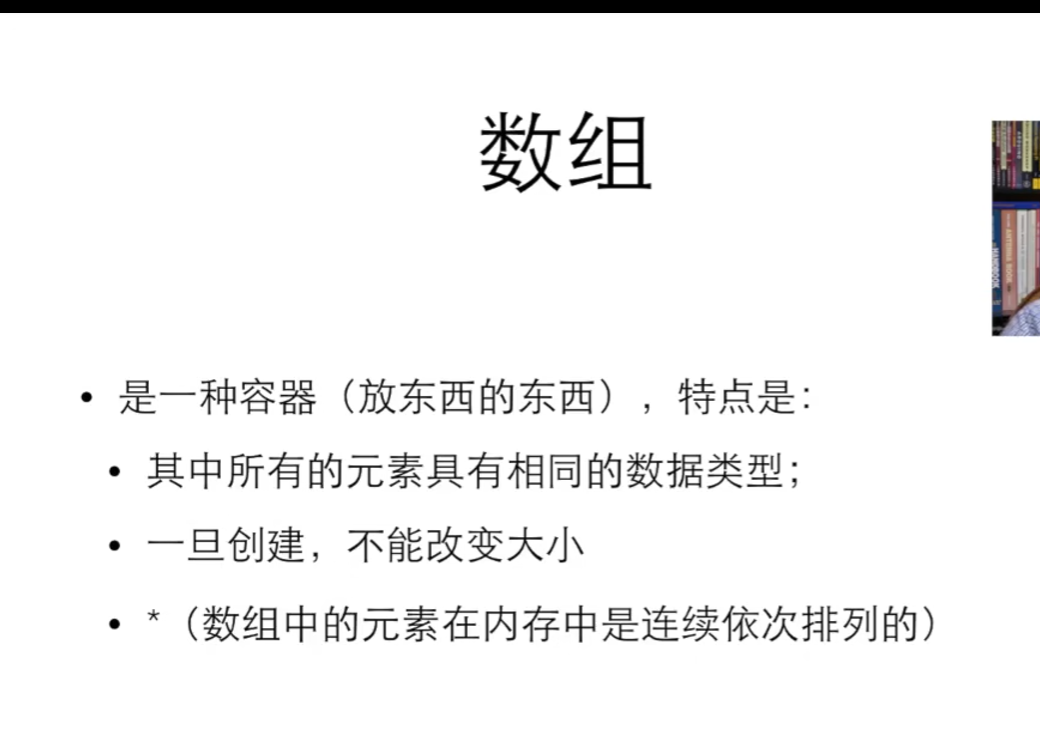 数组
• 是一种容器（放东西的东西），特点是：
• 其中所有的元素具有相同的数据类型；
• 一旦创建，不能改变大小
• *（数组中的元素在内存中是连续依次排列的）